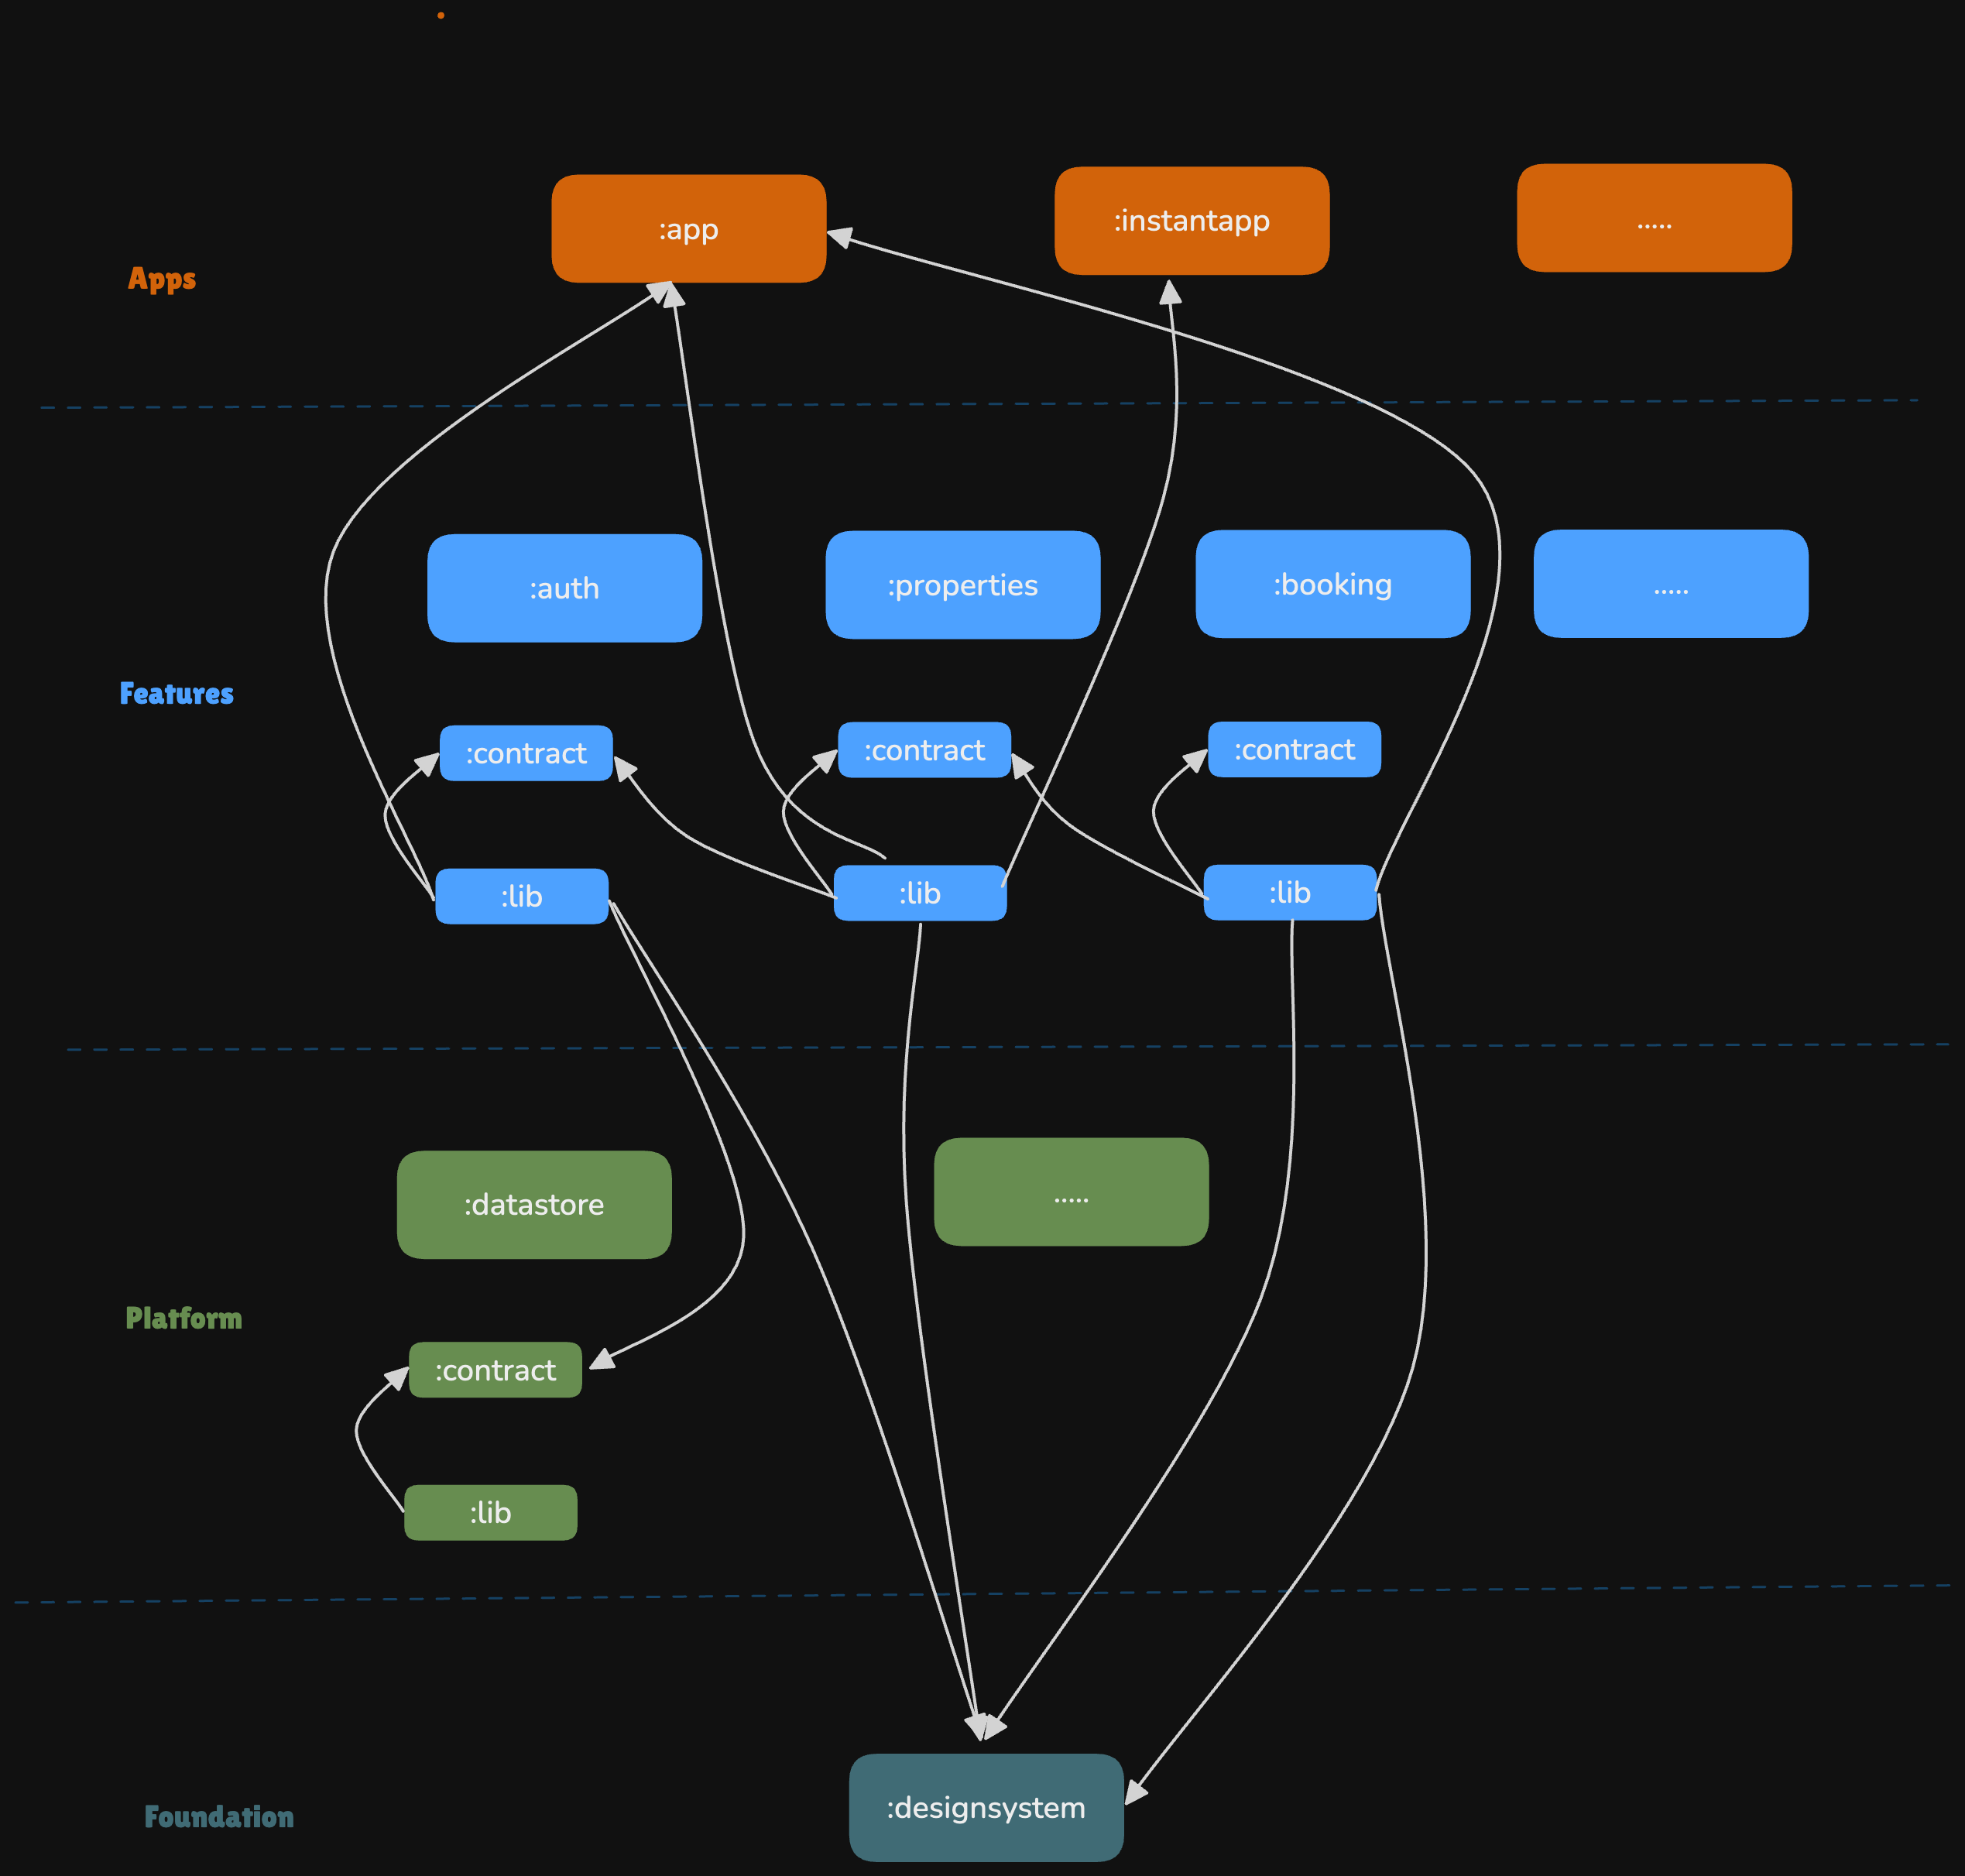 :app
:instantapp
.....
Apps
:auth
:properties
:booking
.....
Features
:contract
:contract
:contract
:lib
:lib
:lib
:datastore
.....
Platform
:contract
:lib
:designsystem
Foundation